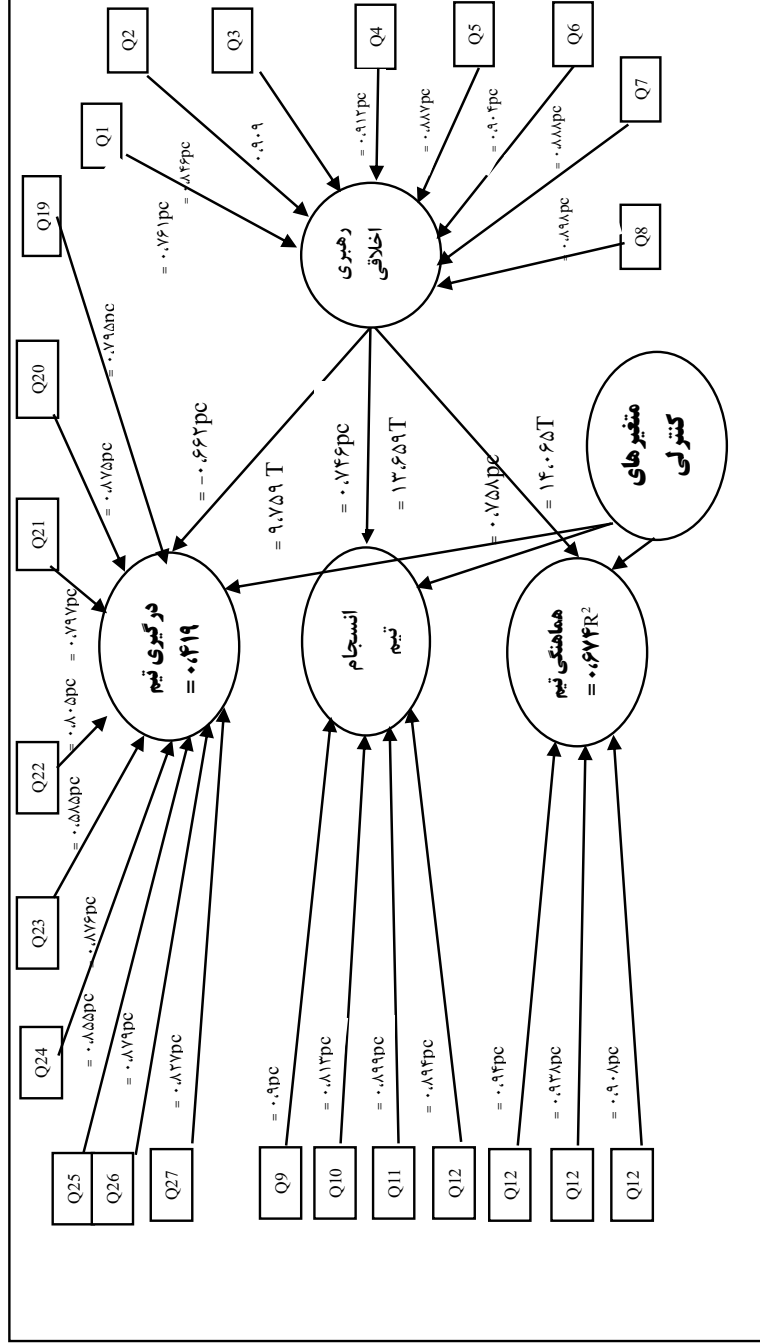 Q1
Q2
Q3
Q4
Q5
Q6
Q7
Q8
= ۰،۷۶۱pc
= ۰،۸۴۶pc
۰،۹۰۹
= ۰،۹۱۲pc
= ۰،۸۸۷pc
= ۰،۹۰۴pc
= ۰،۸۸۸pc
= ۰،۸۹۸pc
رهبری
اخلاقی
Q19
Q20
Q21
Q22
Q23
Q24
Q25
Q26
Q27
= ۰،۷۹۵pc
= ۰،۸۷۵pc
= ۰،۷۹۷pc
= ۰،۸۰۵pc
= ۰،۵۸۵pc
= ۰،۸۷۶pc
= ۰،۸۵۵pc
= ۰،۸۷۹pc
= ۰،۸۲۷pc
= -۰،۶۶۲pc
= ۹،۷۵۹ T
= ۰،۷۴۶pc
= ۱۳،۶۵۹T
= ۰،۷۵۸pc
= ۱۴،۰۶۵T
متغیر های
کنترلی
درگیری تیم
= ۰،۴۱۹
انسجام
تیم
هماهنگی تیم
= ۰،۶۷۴R²
Q9
Q10
Q11
Q12
= ۰،۹pc
= ۰،۸۱۳pc
= ۰،۸۹۹pc
= ۰،۸۹۴pc
Q12
Q12
Q12
= ۰،۹۴pc
= ۰،۹۳۸pc
= ۰،۹۰۸pc